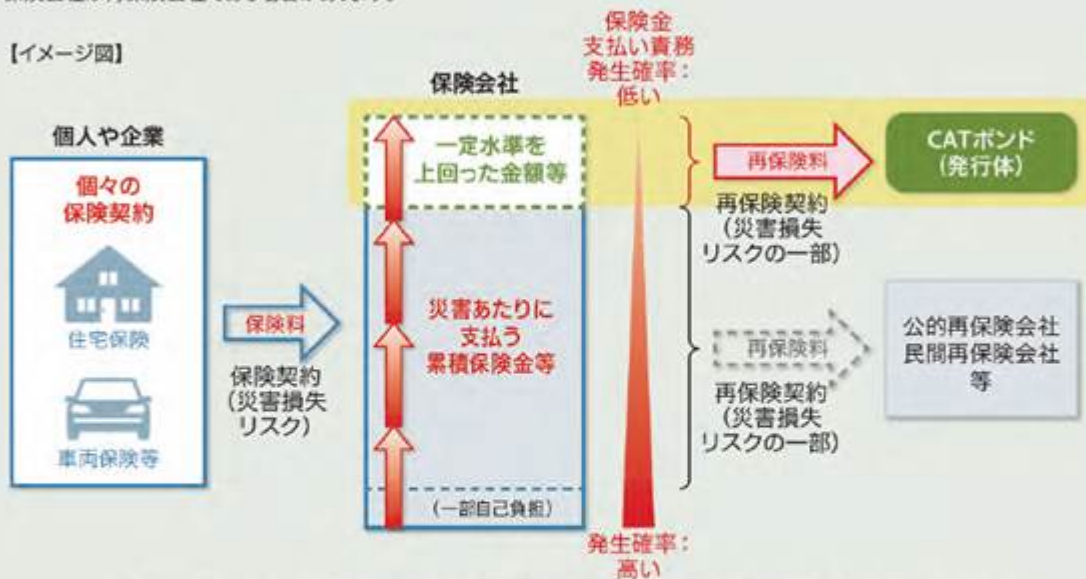 【イメージ図】
個人や企業
個々の
保険契約
住宅保険
車両保険等
保険料
保険契約
(災害損失
リスク)
保険会社
一定水準を
上回った金額等
災害あたりに
支払う
累積保険金等
(一部自己負担)
保険金
支払い責務
発生確率:
低い
発生確率:
高い
再保険料
再保険契約
(災害損失
リスクの一部)
再保険料
再保険契約
(災害損失
リスクの一部)
CATボンド
(発行体)
公的再保険会社
民間再保険会社
等